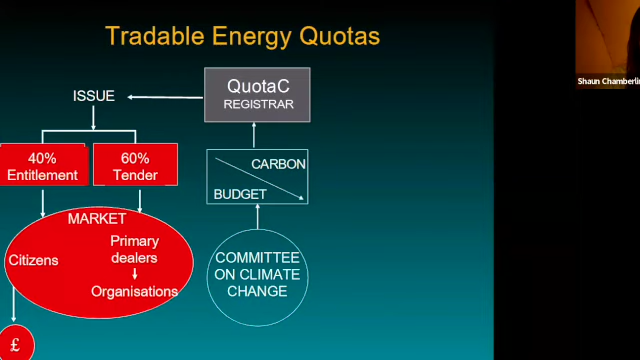 Tradable Energy Quotas
Shaun Chamberlin
QuotaC
REGISTRAR
ISSUE
40%
Entitlement
60%
Tender
CARBON
BUDGET
MARKET
Citizens
Primary
dealers
Organisations
COMMITTEE
ON CLIMATE
CHANGE
£